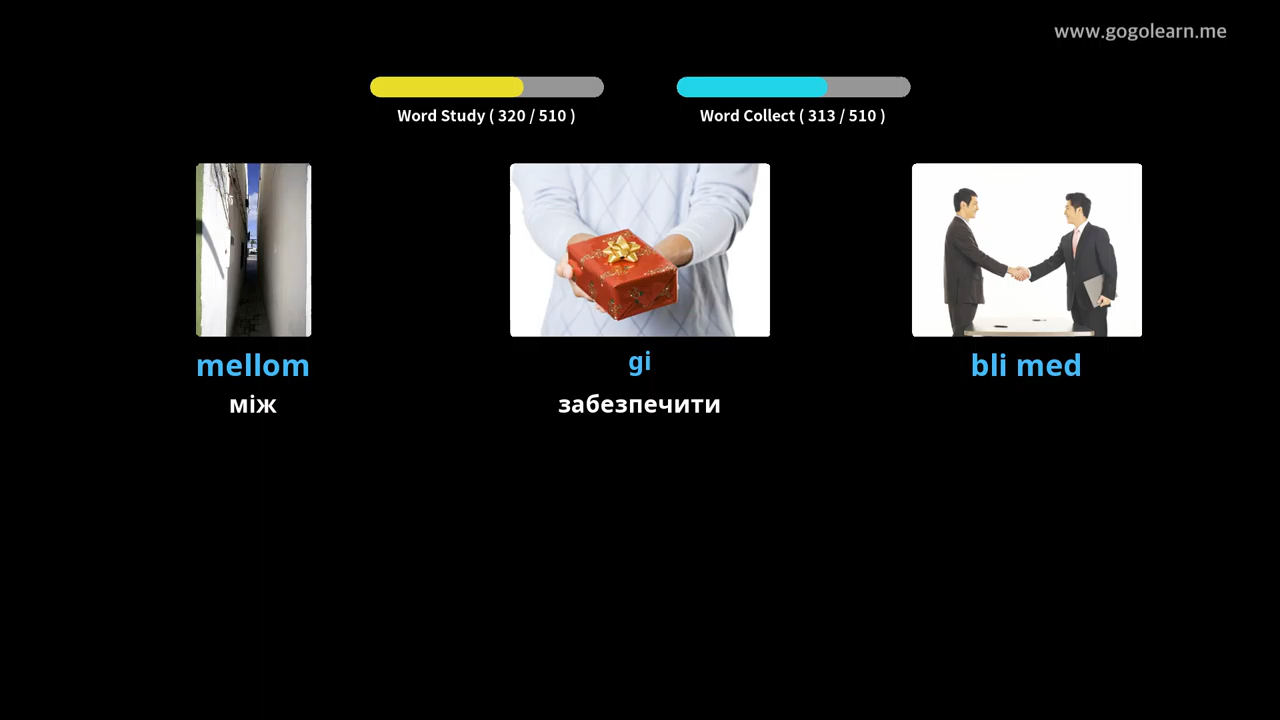 www.gogolearn.me
Word Study ( 320 / 510 )
Word Collect ( 313 / 510 )
mellom
gi
bli med
між
забезпечити